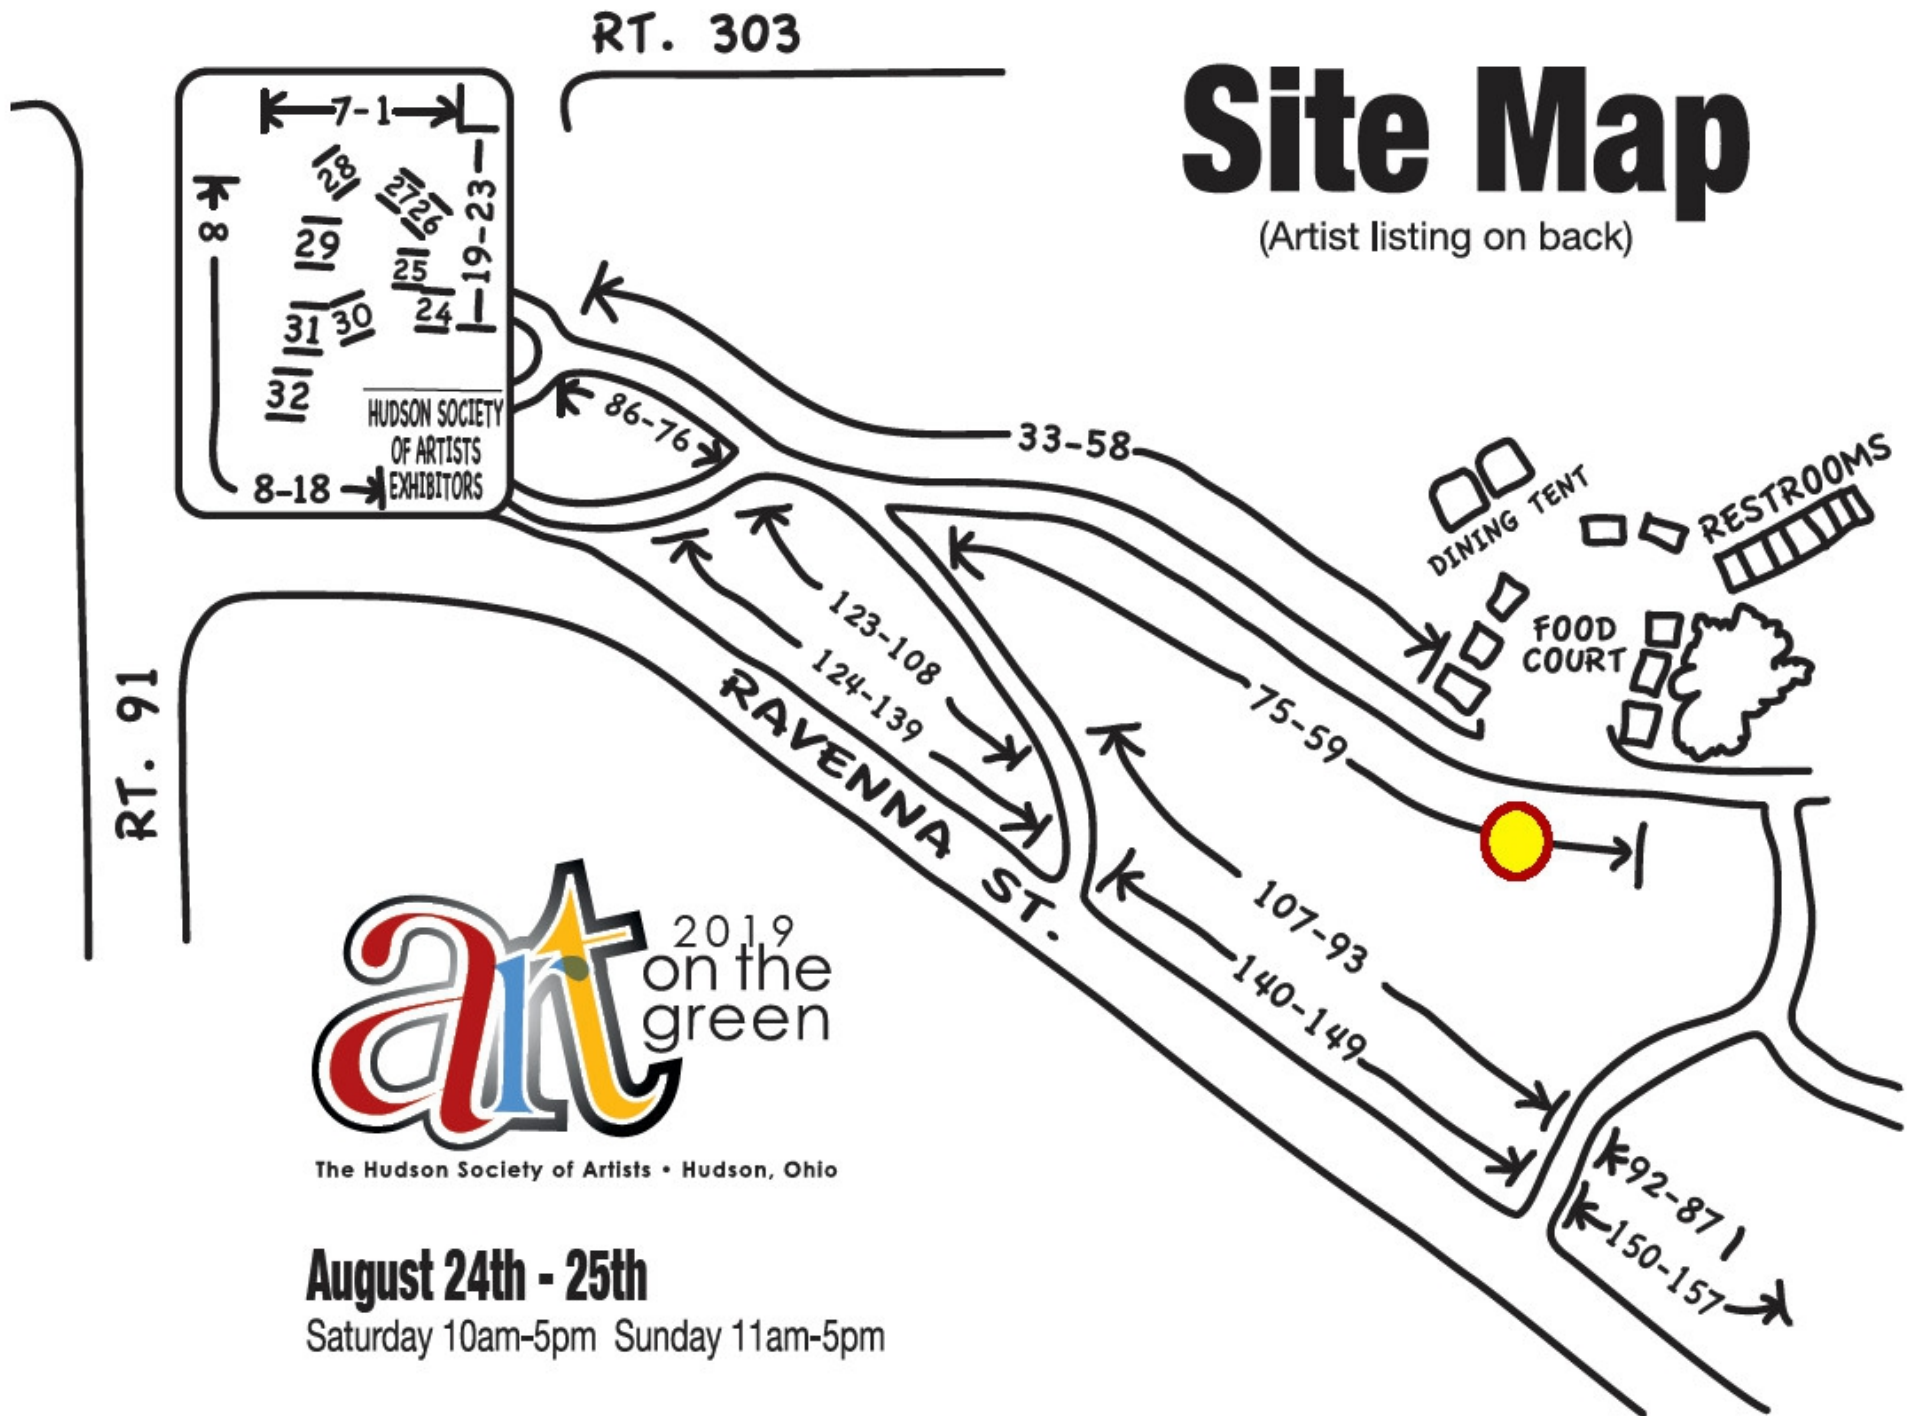 RT. 303
Site Map
(Artist listing on back)
7-1
28
27
26
19-23
8
29
25
24
31
30
32
HUDSON SOCIETY
OF ARTISTS
EXHIBITORS
8-18
86-76
33-58
DINING TENT
RESTROOMS
FOOD
COURT
123-108
124-139
75-59
RAVENNA ST.
RT. 91
107-93
140-149
92-87
150-157
art
2019
on the
green
The Hudson Society of Artists • Hudson, Ohio
August 24th - 25th
Saturday 10am-5pm Sunday 11am-5pm